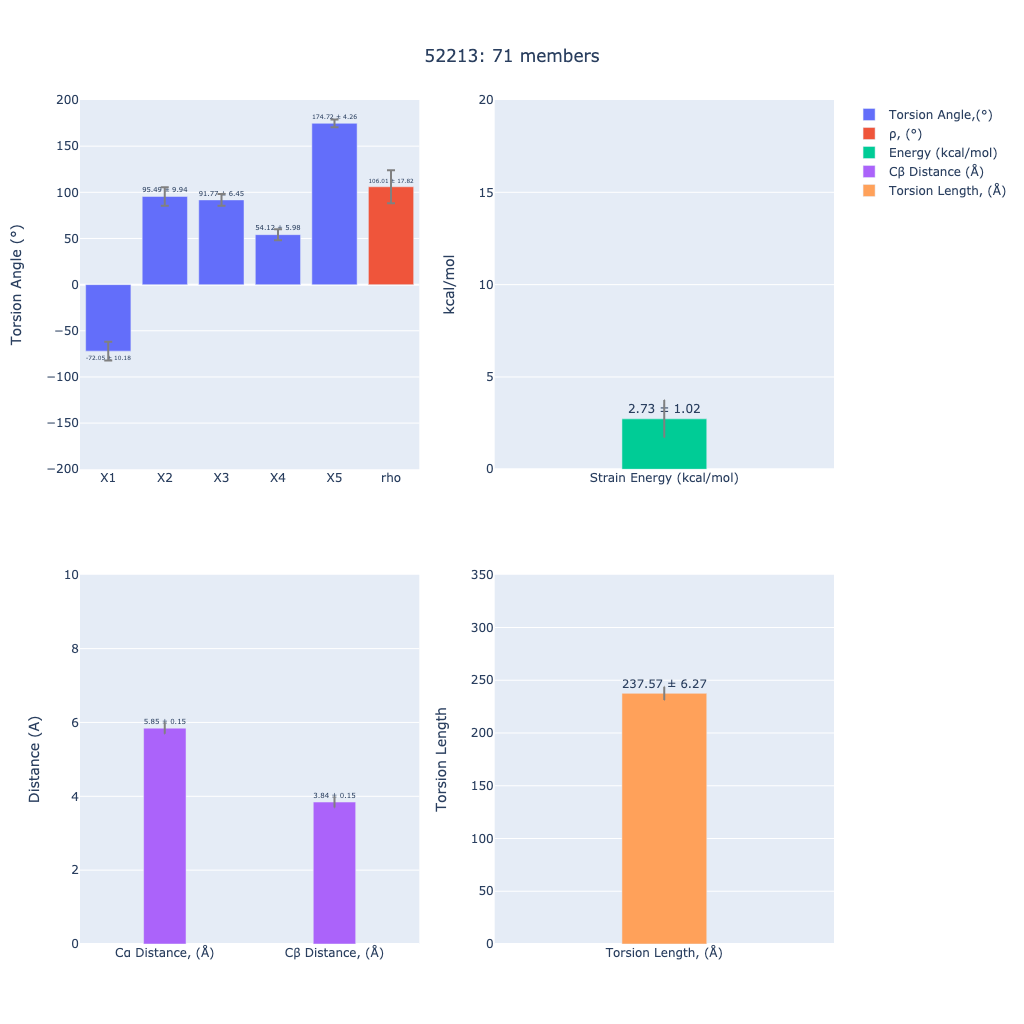 52213: 71 members
Torsion Angle (°)
200
150
100
50
0
−50
−100
−150
−200
-72.05 ± 10.18
95.49 ± 9.94
91.77 ± 6.45
54.12 ± 5.98
174.72 ± 4.26
106.01 ± 17.82
X1 X2 X3 X4 X5 rho
kcal/mol
20
15
10
5
0
2.73 ± 1.02
Strain Energy (kcal/mol)
Torsion Angle,(°)
ρ, (°)
Energy (kcal/mol)
Cβ Distance (Å)
Torsion Length, (Å)
Distance (A)
10
8
6
4
2
0
5.85 ± 0.15
3.84 ± 0.15
Cα Distance, (Å) Cβ Distance, (Å)
Torsion Length
350
300
250
200
150
100
50
0
237.57 ± 6.27
Torsion Length, (Å)